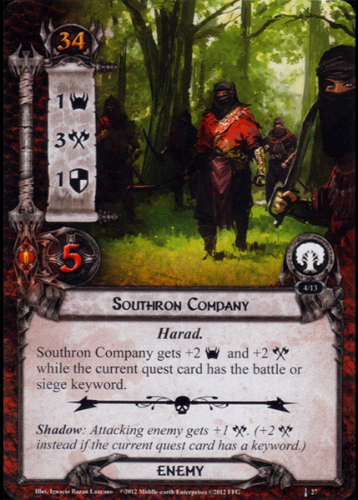 34
1
3
1
5
SOUTHRON COMPANY
4/13
Harad.
Southron Company gets +2 and +2
while the current quest card has the battle or
siege keyword.
Shadow: Attacking enemy gets +1 . (+2
instead if the current quest card has a keyword.)
ENEMY
Illus. Ignacio Bazan Lazcano ©2012 Middle-earth Enterprises ©2012 FFG 27